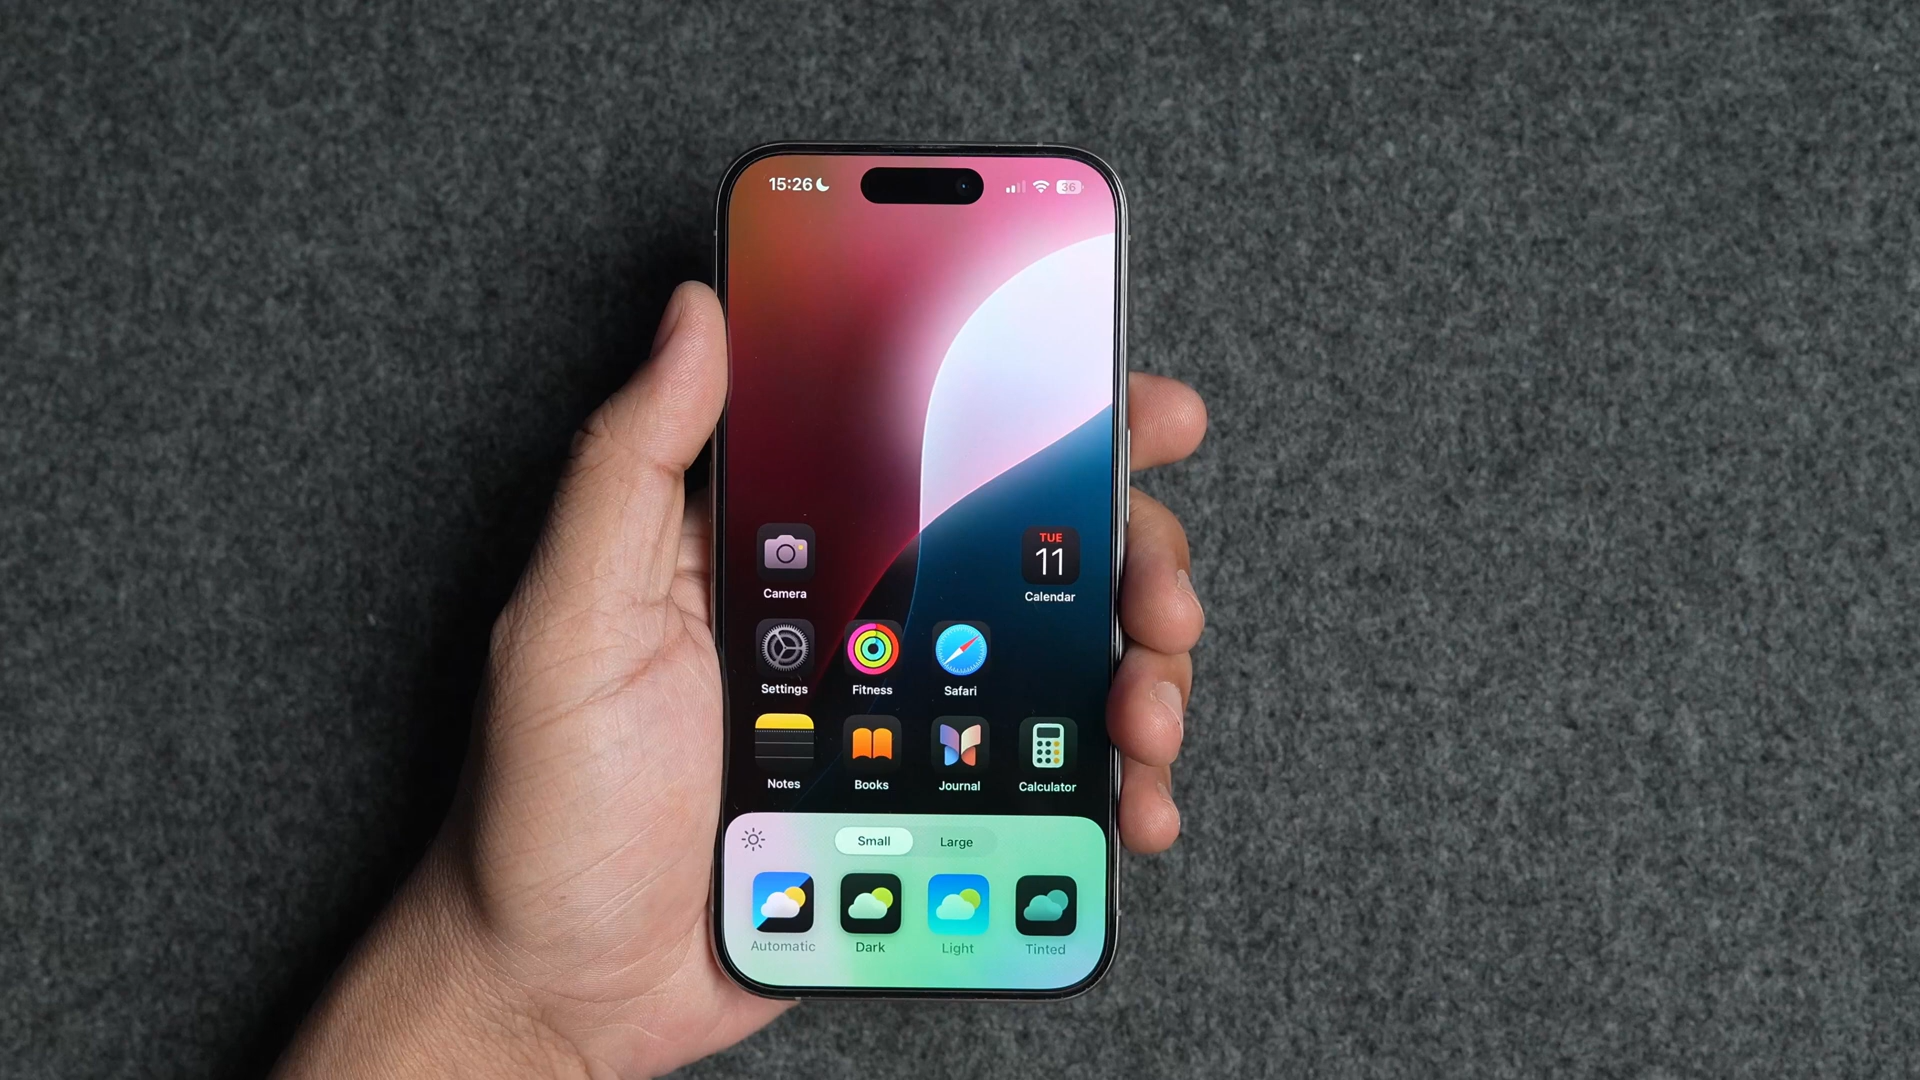 15:26
36
TUE
11
Camera
Calendar
Settings Fitness Safari
Notes Books Journal Calculator
Small Large
Automatic Dark Light Tinted